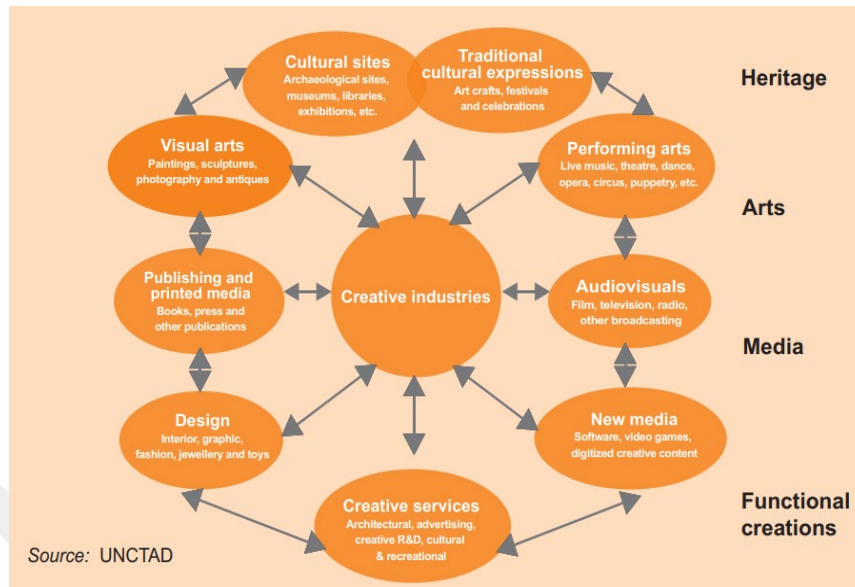 Cultural sites
Archaeological sites,
museums, libraries,
exhibitions, etc.
Traditional
cultural expressions
Art crafts, festivals
and celebrations
Heritage
Visual arts
Paintings, sculptures,
photography and antiques
Performing arts
Live music, theatre, dance,
opera, circus, puppetry, etc.
Arts
Publishing and
printed media
Books, press and
other publications
Creative industries
Audiovisuals
Film, television, radio,
other broadcasting
Media
Design
Interior, graphic,
fashion, jewellery and toys
New media
Software, video games,
digitized creative content
Creative services
Architectural, advertising,
creative R&D, cultural
& recreational
Functional
creations
Source: UNCTAD